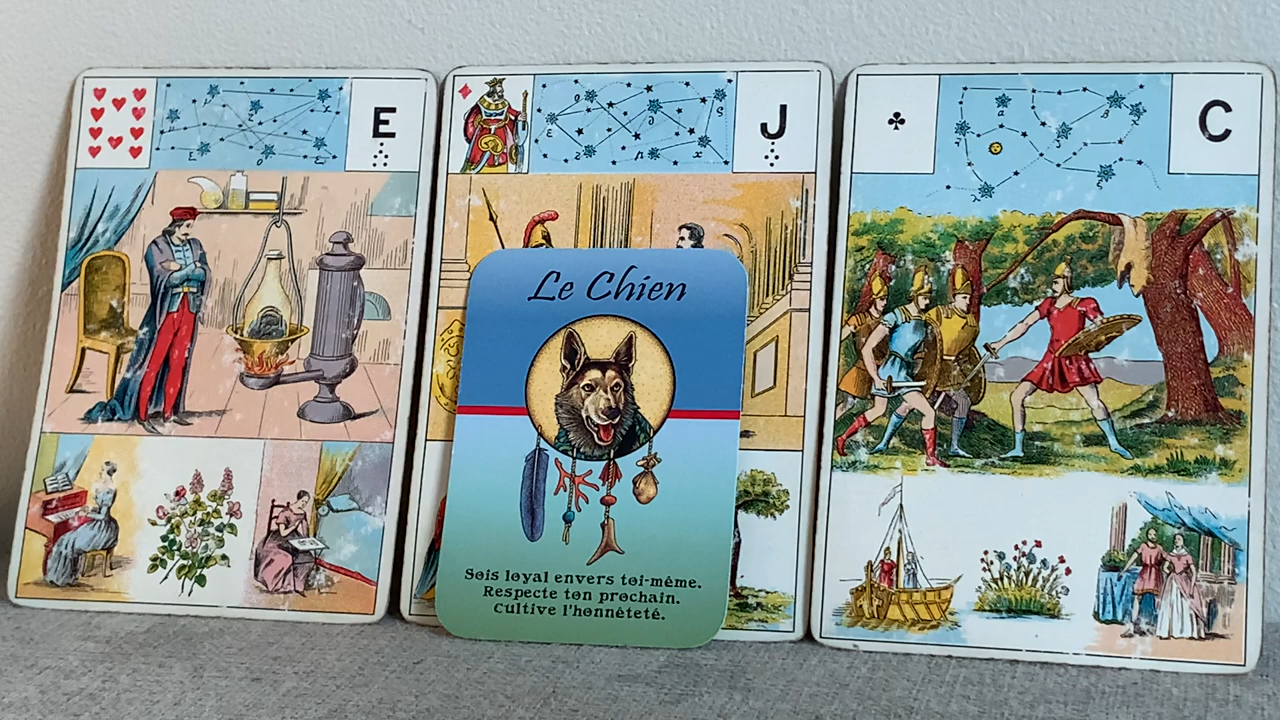 E
J
C
Le Chien
Sois loyal envers toi-même.
Respecte ton prochain.
Cultive l'honnêteté.